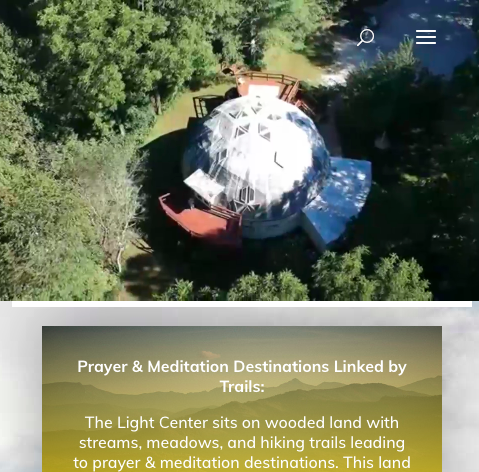 Prayer & Meditation Destinations Linked by
Trails:
The Light Center sits on wooded land with
streams, meadows, and hiking trails leading
to prayer & meditation destinations. This land